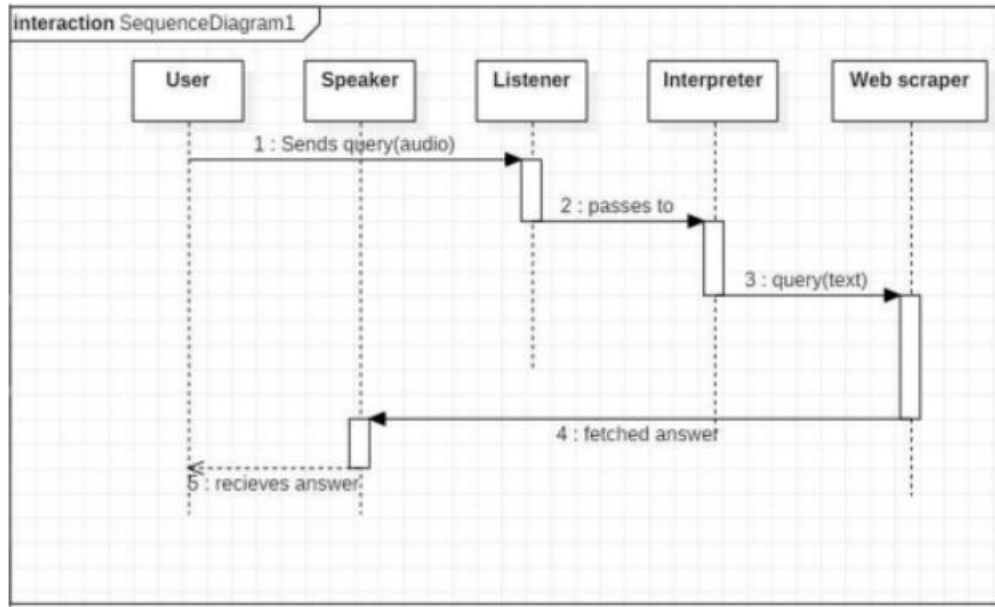 interaction SequenceDiagram1
User
Speaker
Listener
Interpreter
Web scraper
1 : Sends query(audio)
2 : passes to
3 : query(text)
4 : fetched answer
5 : recieves answer